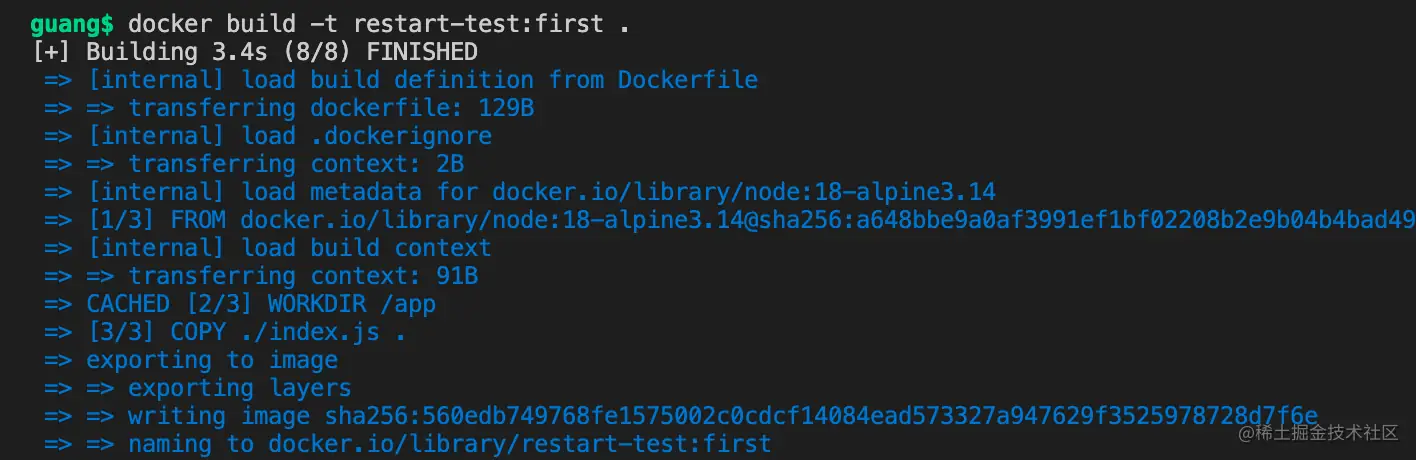 guang$ docker build -t restart-test:first .
[+] Building 3.4s (8/8) FINISHED
=> [internal] load build definition from Dockerfile
=> => transferring dockerfile: 129B
=> [internal] load .dockerignore
=> => transferring context: 2B
=> [internal] load metadata for docker.io/library/node:18-alpine3.14
=> [1/3] FROM docker.io/library/node:18-alpine3.14@sha256:a648bbe9a0af3991ef1bf02208b2e9b04b4bad49
=> [internal] load build context
=> => transferring context: 91B
=> CACHED [2/3] WORKDIR /app
=> [3/3] COPY ./index.js .
=> exporting to image
=> => exporting layers
=> => writing image sha256:560edb749768fe1575002c0cdcf14084ead573327a947629f3525978728d7f6e
=> => naming to docker.io/library/restart-test:first
@稀土掘金技术社区